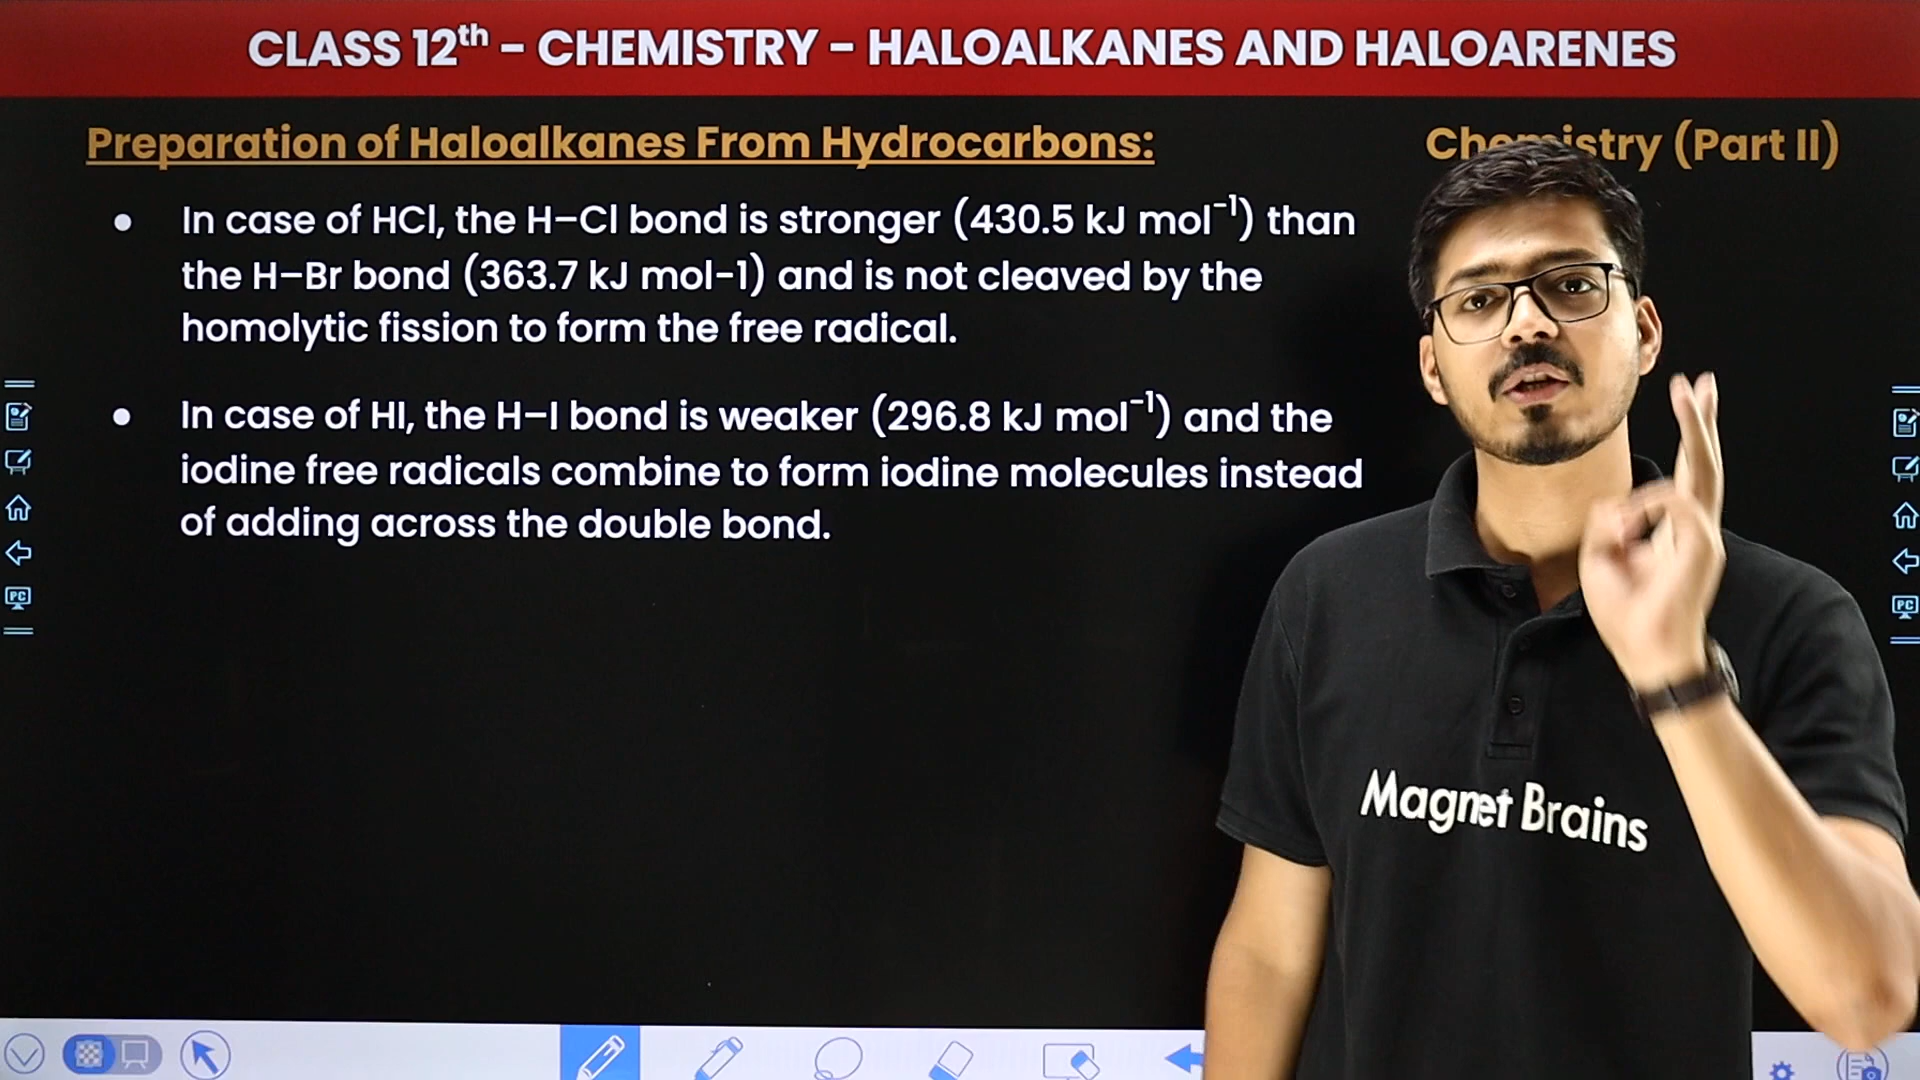 CLASS 12th – CHEMISTRY – HALOALKANES AND HALOARENES
Preparation of Haloalkanes From Hydrocarbons:
Chemistry (Part II)
• In case of HCl, the H–Cl bond is stronger (430.5 kJ mol⁻¹) than
the H–Br bond (363.7 kJ mol-1) and is not cleaved by the
homolytic fission to form the free radical.
• In case of HI, the H–I bond is weaker (296.8 kJ mol⁻¹) and the
iodine free radicals combine to form iodine molecules instead
of adding across the double bond.
PC
PC
Magnet Brains